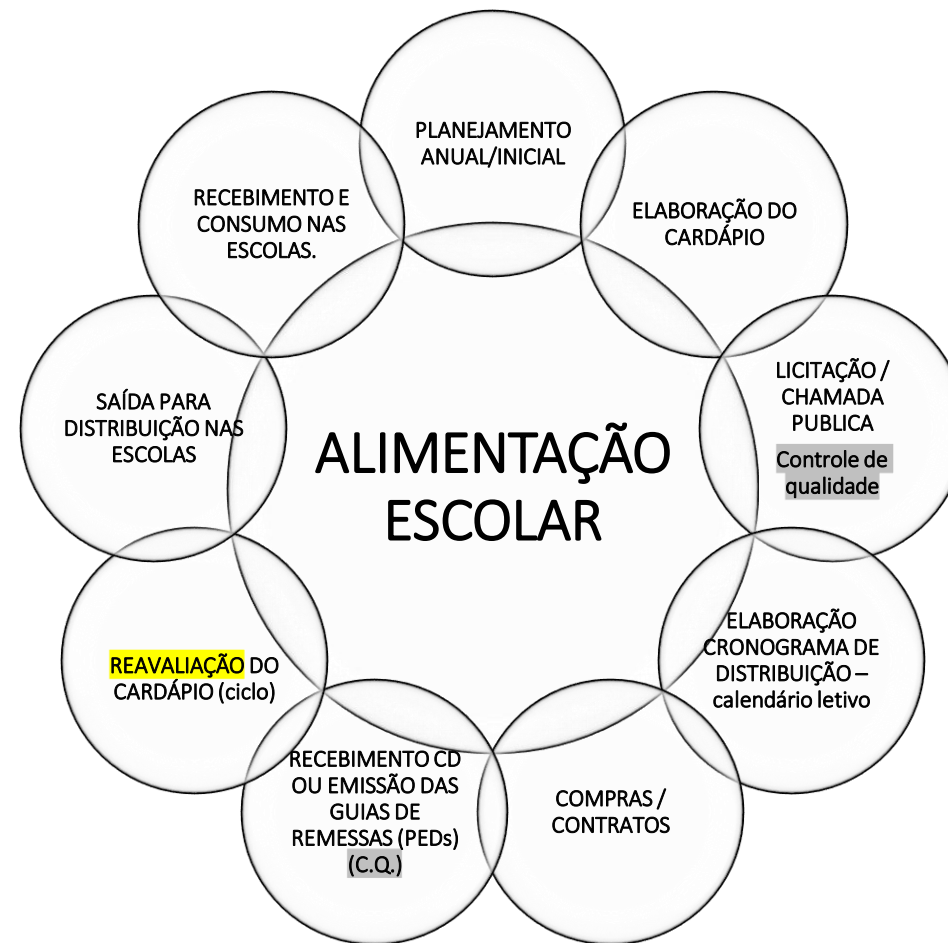 PLANEJAMENTO
ANUAL/INICIAL
ELABORAÇÃO DO
CARDÁPIO
LICITAÇÃO /
CHAMADA
PUBLICA
Controle de
qualidade
ELABORAÇÃO
CRONOGRAMA DE
DISTRIBUIÇÃO –
calendário letivo
COMPRAS /
CONTRATOS
RECEBIMENTO CD
OU EMISSÃO DAS
GUIAS DE
REMESSAS (PEDs)
(C.Q.)
REAVALIAÇÃO DO
CARDÁPIO (ciclo)
SAÍDA PARA
DISTRIBUIÇÃO NAS
ESCOLAS
RECEBIMENTO E
CONSUMO NAS
ESCOLAS.
ALIMENTAÇÃO
ESCOLAR